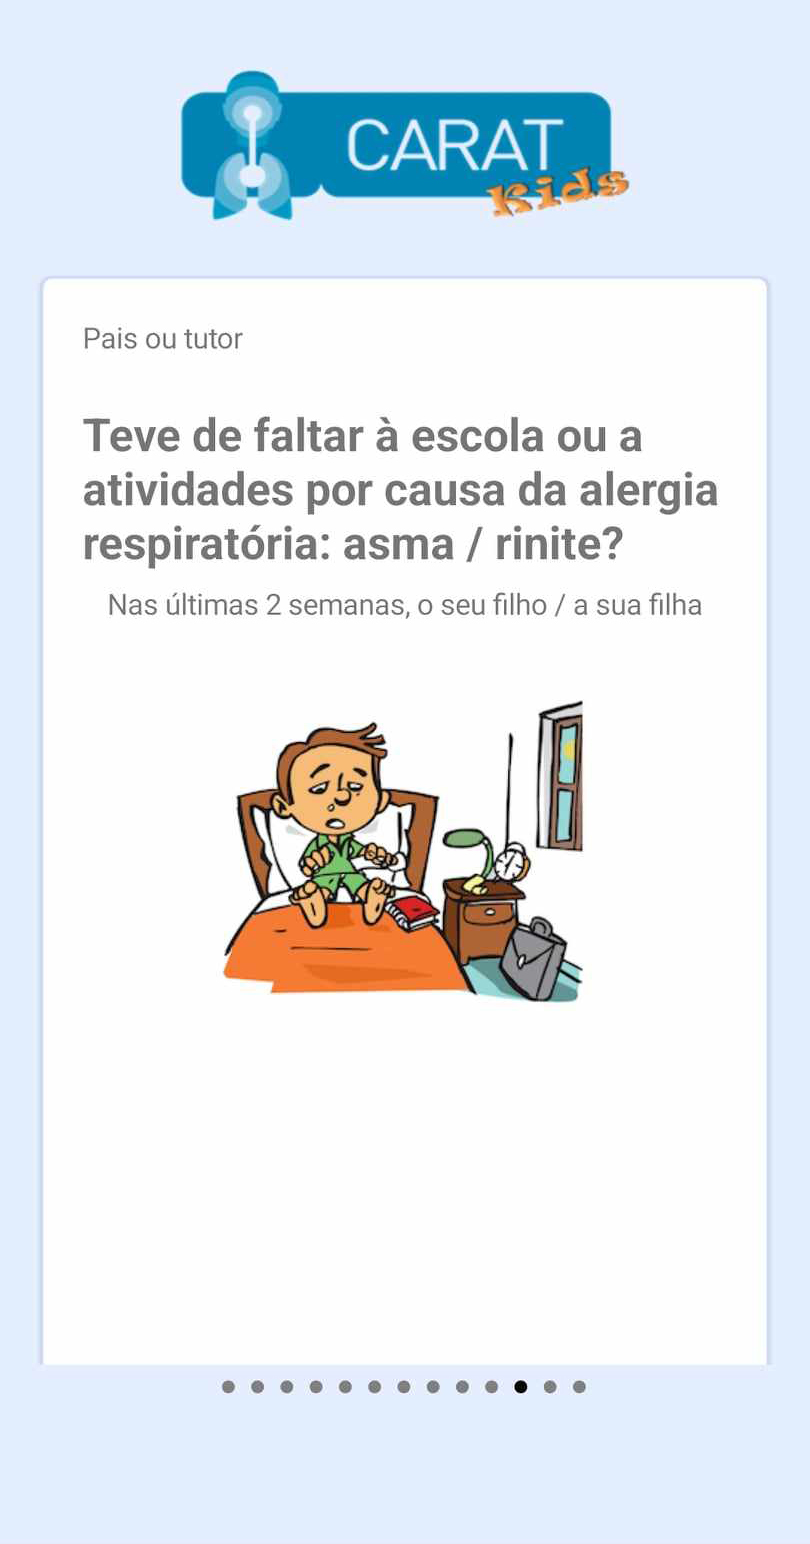 CARAT
Kids
Pais ou tutor
Teve de faltar à escola ou a
atividades por causa da alergia
respiratória: asma / rinite?
Nas últimas 2 semanas, o seu filho / a sua filha